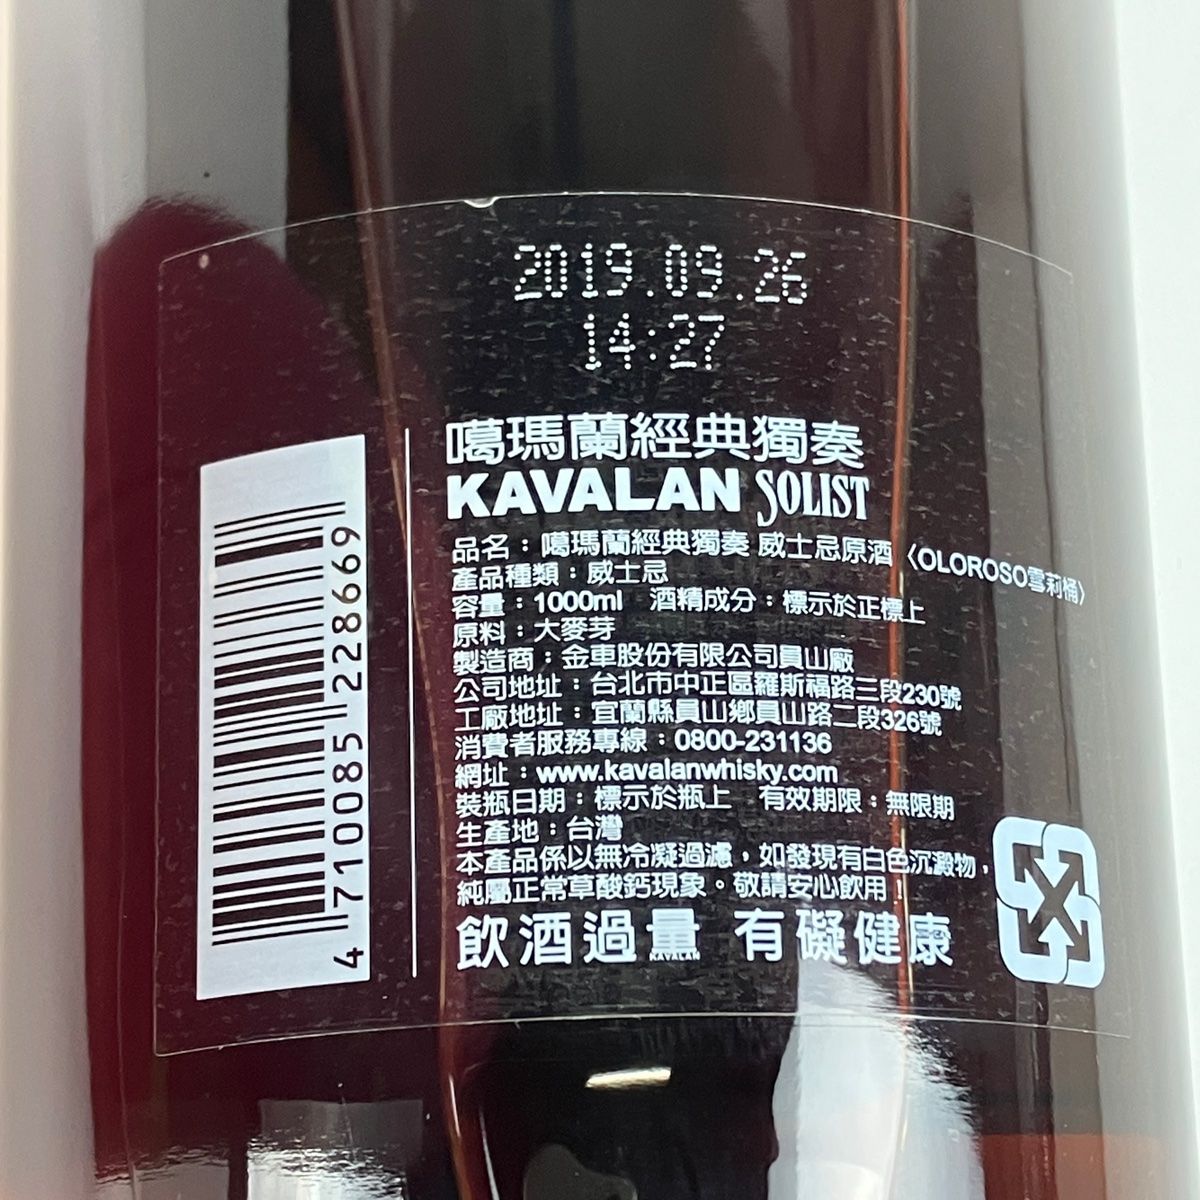 2019.09.26
14:27
噶瑪蘭經典獨奏
KAVALAN SOLIST
品名：噶瑪蘭經典獨奏 威士忌原酒〈OLOROSO雪莉桶〉
產品種類：威士忌
容量：1000ml 酒精成分：標示於正標上
原料：大麥芽
製造商：金車股份有限公司員山廠
公司地址：台北市中正區羅斯福路三段230號
工廠地址：宜蘭縣員山鄉員山路二段326號
消費者服務專線：0800-231136
網址：www.kavalanwhisky.com
裝瓶日期：標示於瓶上 有效期限：無限期
生產地：台灣
本產品係以無冷凝過濾，如發現有白色沉澱物，
純屬正常草酸鈣現象。敬請安心飲用！
飲酒過量 有礙健康
KAVALAN
4 710085 228669